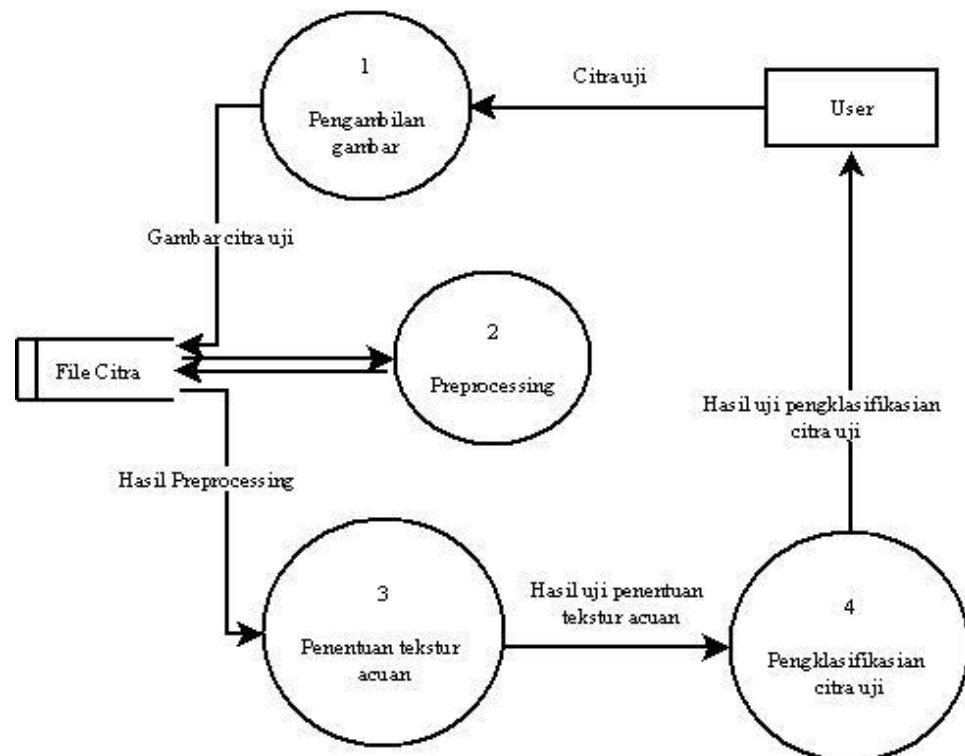 1
Pengambilan
gambar
Citra uji
User
Gambar citra uji
File Citra
2
Preprocessing
Hasil Preprocessing
Hasil uji pengklasifikasian
citra uji
3
Penentuan tekstur
acuan
Hasil uji penentuan
tekstur acuan
4
Pengklasifikasian
citra uji